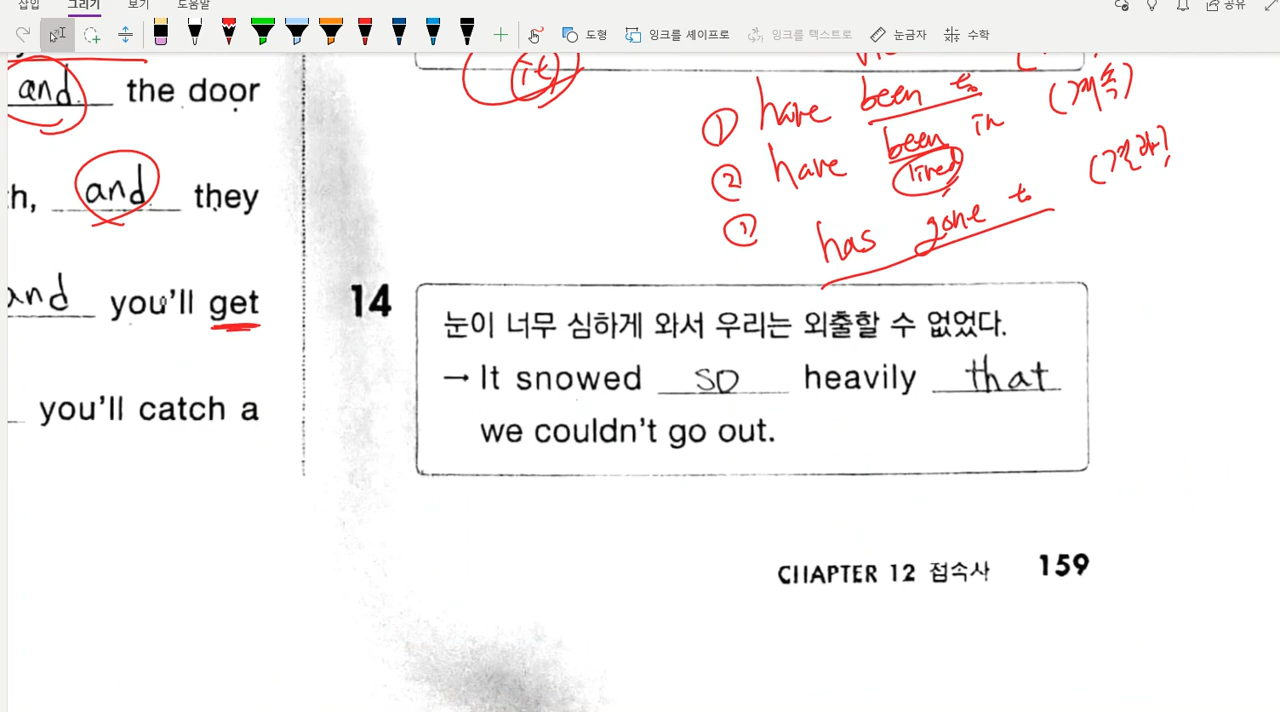 삽입 그리기 보기 도움말 공유
도형 잉크를 셰이프로 잉크를 텍스트로 눈금자 수학
and the door
h, and they
and you'll get
you'll catch a
(it)
① have been to (계속)
② have been in
lived
(결과)
③ has gone to
14
눈이 너무 심하게 와서 우리는 외출할 수 없었다.
→ It snowed so heavily that
we couldn't go out.
CHAPTER 12 접속사 159